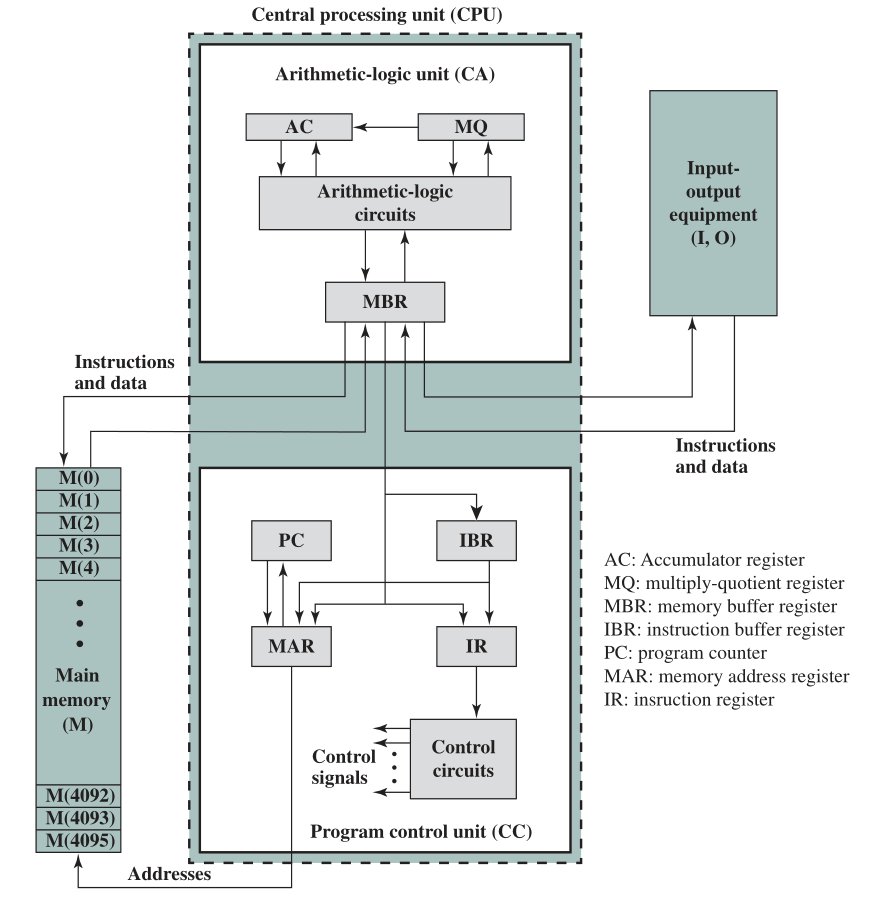 Central processing unit (CPU)
Arithmetic-logic unit (CA)
AC
MQ
Arithmetic-logic
circuits
MBR
Input-
output
equipment
(I, O)
Instructions
and data
Instructions
and data
M(0)
M(1)
M(2)
M(3)
M(4)
Main
memory
(M)
M(4092)
M(4093)
M(4095)
PC
IBR
MAR
IR
Control
signals
Control
circuits
Program control unit (CC)
Addresses
AC: Accumulator register
MQ: multiply-quotient register
MBR: memory buffer register
IBR: instruction buffer register
PC: program counter
MAR: memory address register
IR: insruction register